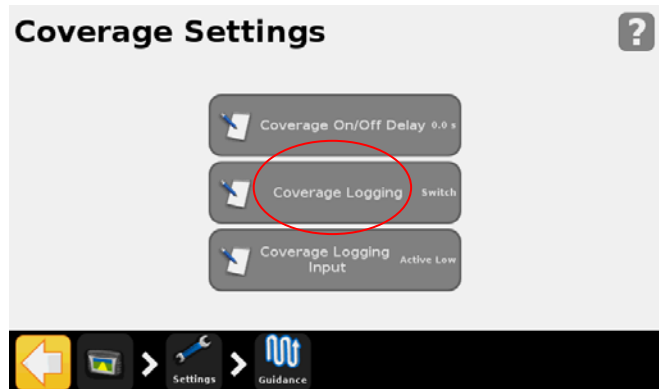 Coverage Settings
?
Coverage On/Off Delay 0.0 s
Coverage Logging Switch
Coverage Logging
Input
Active Low
Settings
Guidance